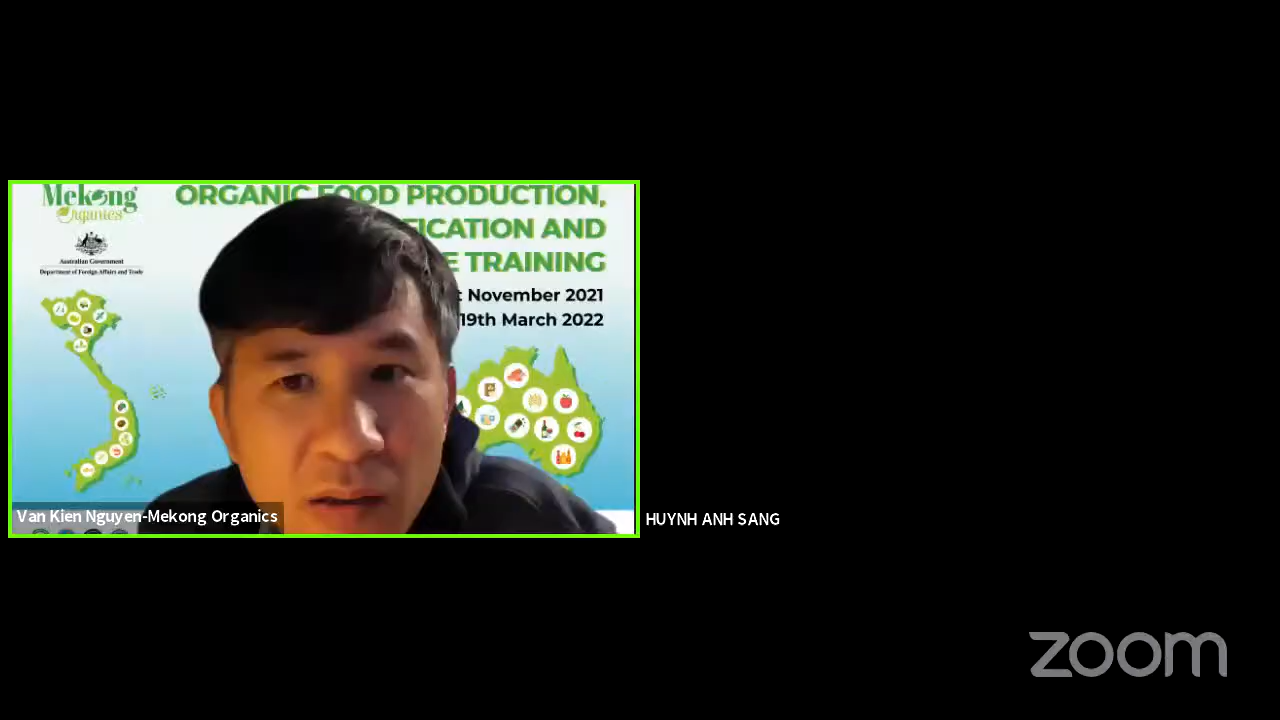 Mekong
Organics
Australian Government
Department of Foreign Affairs and Trade
ORGANIC FOOD PRODUCTION,
FICATION AND
E TRAINING
t November 2021
19th March 2022
Van Kien Nguyen-Mekong Organics
HUYNH ANH SANG
zoom